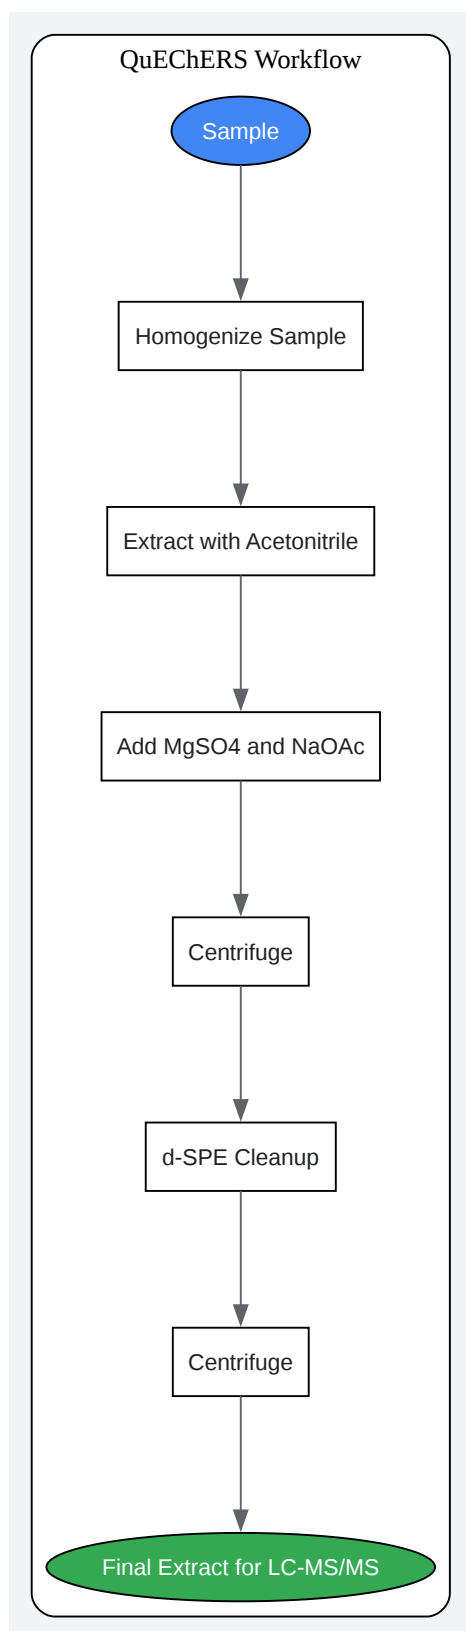 QuEChERS Workflow
Sample
Homogenize Sample
Extract with Acetonitrile
Add MgSO4 and NaOAc
Centrifuge
d-SPE Cleanup
Centrifuge
Final Extract for LC-MS/MS